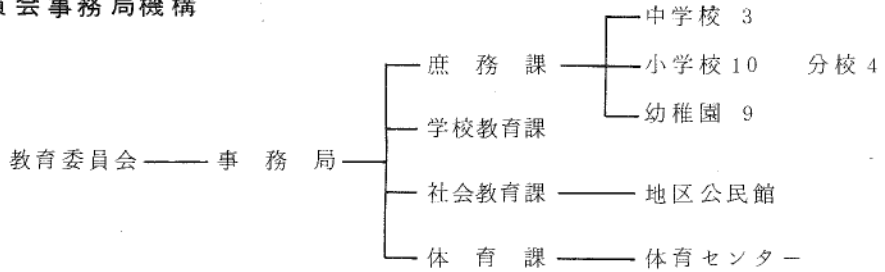 会事務局機構
中学校 3
庶務課 小学校 10 分校 4
幼稚園 9
学校教育課
教育委員会 事務局
社会教育課 地区公民館
体育課 体育センター